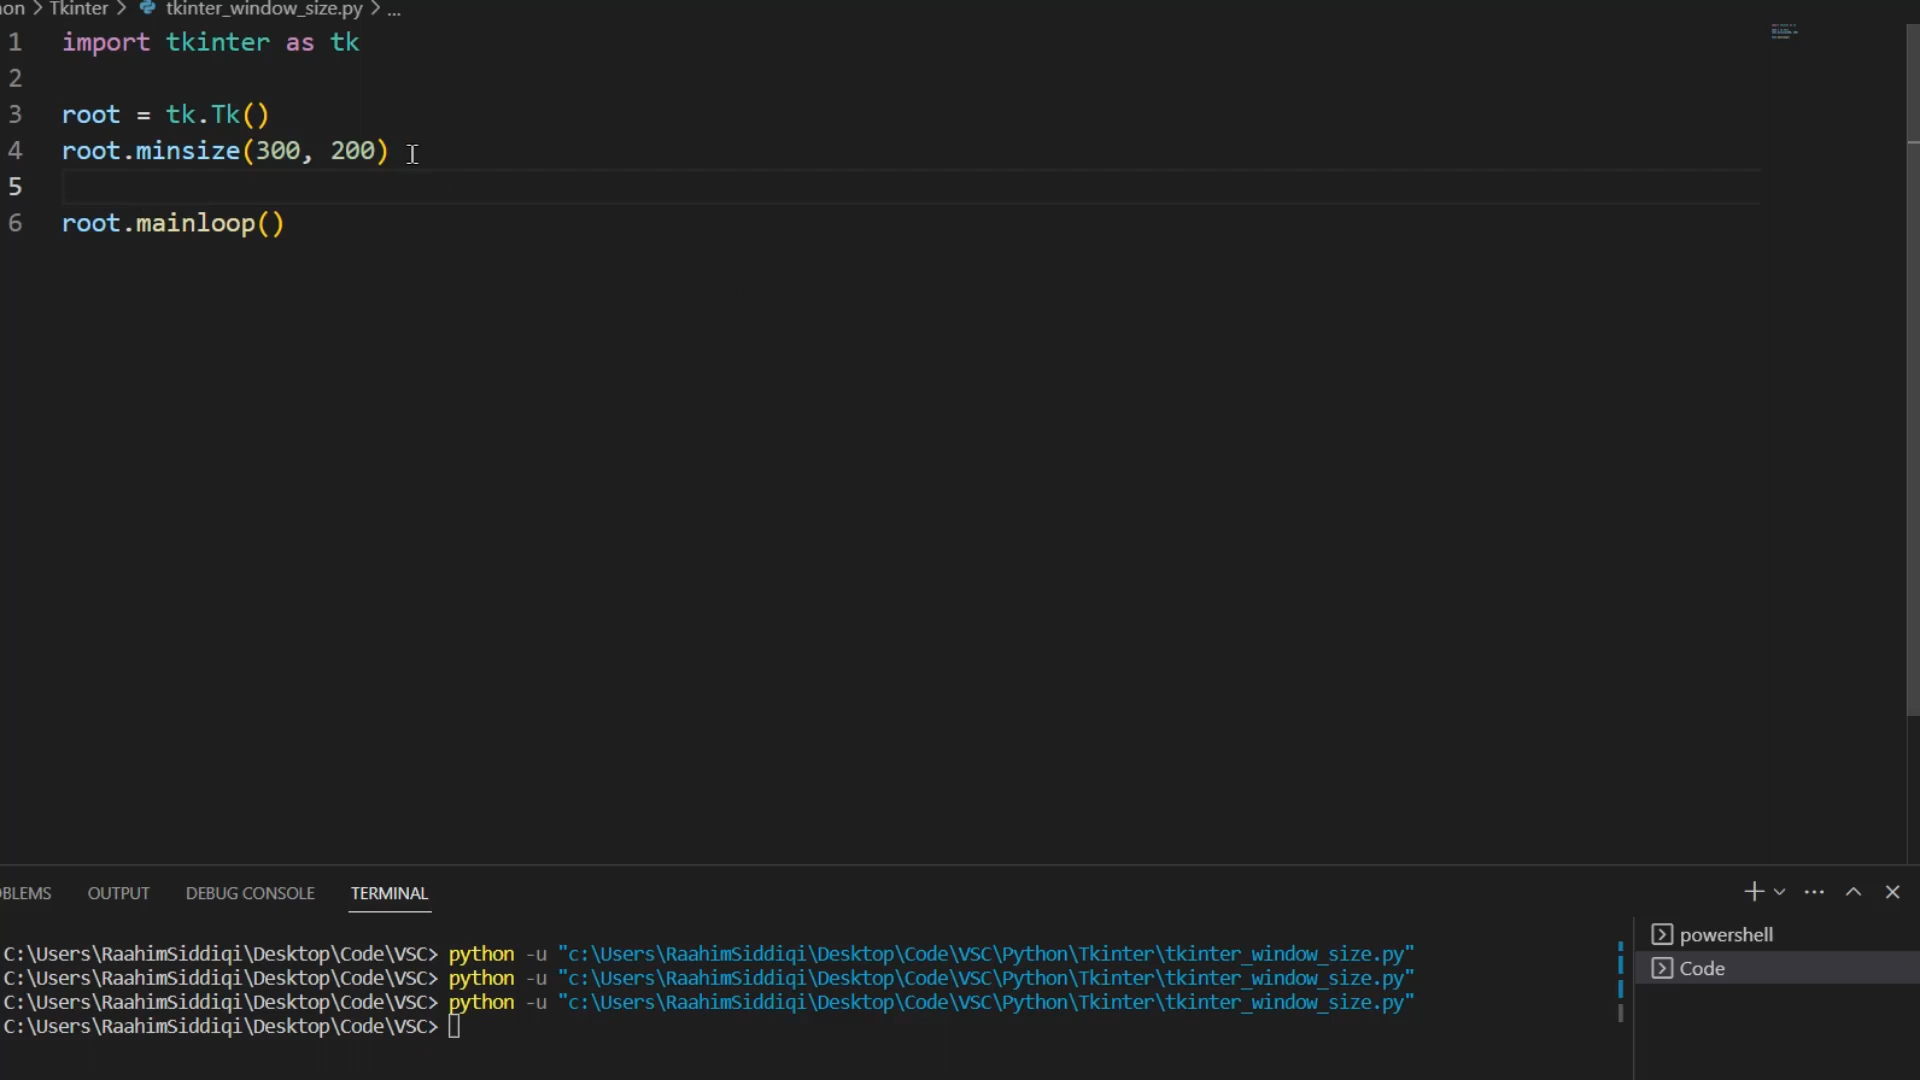 on > Tkinter > tkinter_window_size.py > ...
1 import tkinter as tk
2
3 root = tk.Tk()
4 root.minsize(300, 200)
5
6 root.mainloop()
OBLEMS OUTPUT DEBUG CONSOLE TERMINAL
C:\Users\RaahimSiddiqi\Desktop\Code\VSC> python -u "c:\Users\RaahimSiddiqi\Desktop\Code\VSC\Python\Tkinter\tkinter_window_size.py"
C:\Users\RaahimSiddiqi\Desktop\Code\VSC> python -u "c:\Users\RaahimSiddiqi\Desktop\Code\VSC\Python\Tkinter\tkinter_window_size.py"
C:\Users\RaahimSiddiqi\Desktop\Code\VSC> python -u "c:\Users\RaahimSiddiqi\Desktop\Code\VSC\Python\Tkinter\tkinter_window_size.py"
C:\Users\RaahimSiddiqi\Desktop\Code\VSC>
powershell
Code